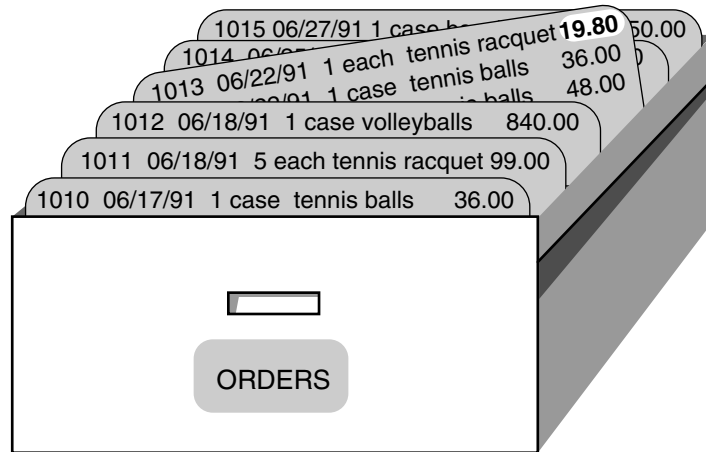 1015 06/27/91 1 case 50.00
1014
1013 06/22/91 1 each tennis racquet 19.80
1 case tennis balls 36.00
balls 48.00
1012 06/18/91 1 case volleyballs 840.00
1011 06/18/91 5 each tennis racquet 99.00
1010 06/17/91 1 case tennis balls 36.00
ORDERS